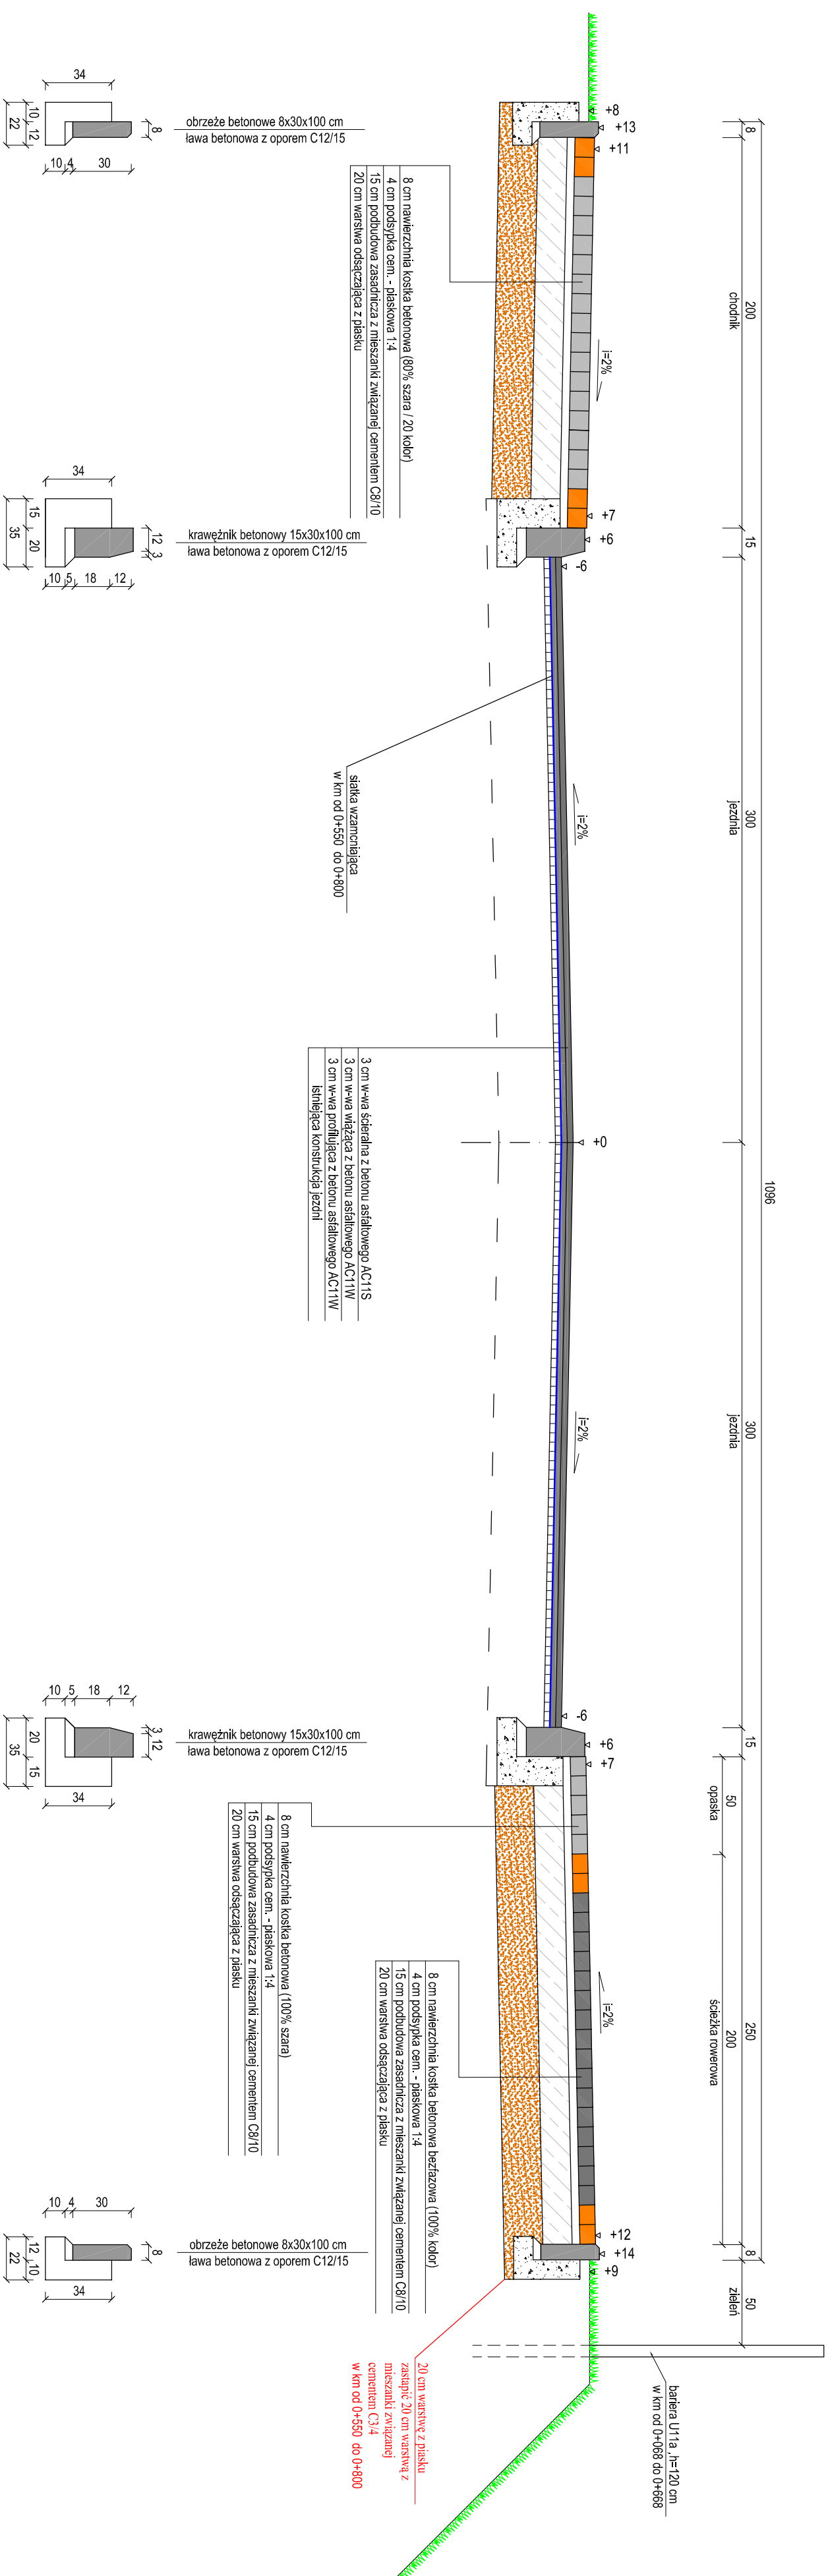 1096
8
200
chodnik
15
300
jezdnia
300
jezdnia
15
50
opaska
250
200
ścieżka rowerowa
8
50
zieleń
bariera U11a ,h=120 cm
w km od 0+068 do 0+668
+8
+13
+11
i=2%
+7
+6
-6
i=2%
+0
i=2%
-6
+6
+7
i=2%
+12
+14
+9
8 cm nawierzchnia kostka betonowa (80% szara / 20 kolor)
4 cm podsypka cem. - piaskowa 1:4
15 cm podbudowa zasadnicza z mieszanki związanej cementem C8/10
20 cm warstwa odsączająca z piasku
siatka wzamcniająca
w km od 0+550 do 0+800
3 cm w-wa ścieralna z betonu asfaltowego AC11S
3 cm w-wa wiążąca z betonu asfaltowego AC11W
3 cm w-wa profilująca z betonu asfaltowego AC11W
istniejąca konstrukcja jezdni
8 cm nawierzchnia kostka betonowa (100% szara)
4 cm podsypka cem. - piaskowa 1:4
15 cm podbudowa zasadnicza z mieszanki związanej cementem C8/10
20 cm warstwa odsączająca z piasku
8 cm nawierzchnia kostka betonowa bezfazowa (100% kolor)
4 cm podsypka cem. - piaskowa 1:4
15 cm podbudowa zasadnicza z mieszanki związanej cementem C8/10
20 cm warstwa odsączająca z piasku
20 cm warstwę z piasku
zastąpić 20 cm warstwą z
mieszanki związanej
cementem C3/4
w km od 0+550 do 0+800
obrzeże betonowe 8x30x100 cm
ława betonowa z oporem C12/15
8
30
4
10
34
10
12
22
krawężnik betonowy 15x30x100 cm
ława betonowa z oporem C12/15
12
3
12
18
5
10
34
15
20
35
krawężnik betonowy 15x30x100 cm
ława betonowa z oporem C12/15
3
12
12
18
5
10
34
20
15
35
obrzeże betonowe 8x30x100 cm
ława betonowa z oporem C12/15
8
30
4
10
34
12
10
22